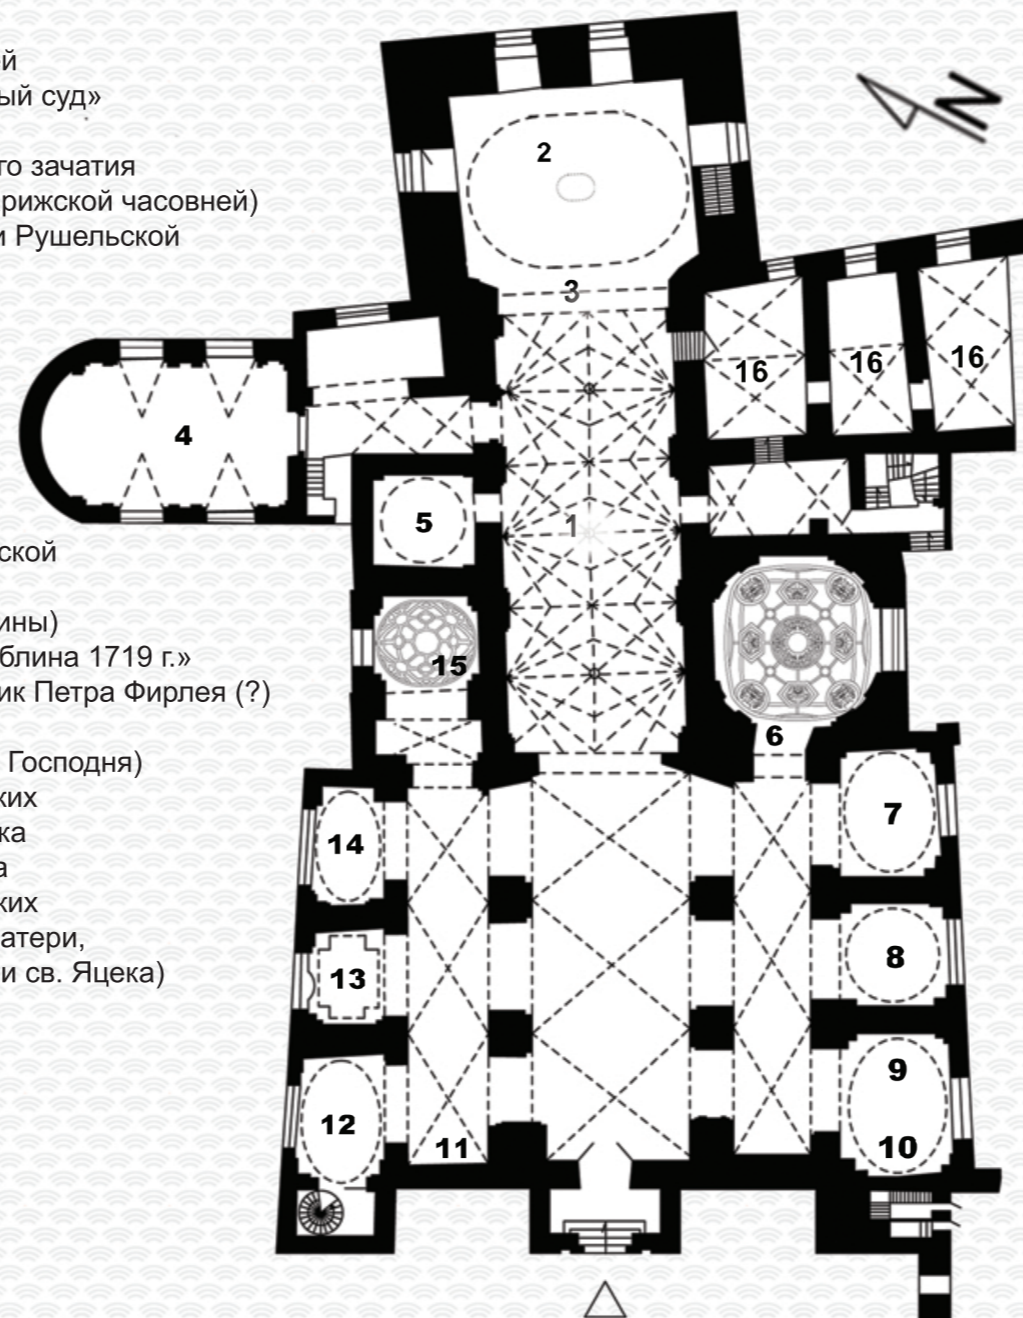 ей
ый суд»
го зачатия
рижской часовней)
и Рушельской
ской
ины)
блина 1719 г.»
ик Петра Фирлея (?)
Господня)
ких
ка
а
ких
атери,
и св. Яцека)
N
2
3
16
16
16
4
5
1
15
6
7
14
8
13
9
12
11
10